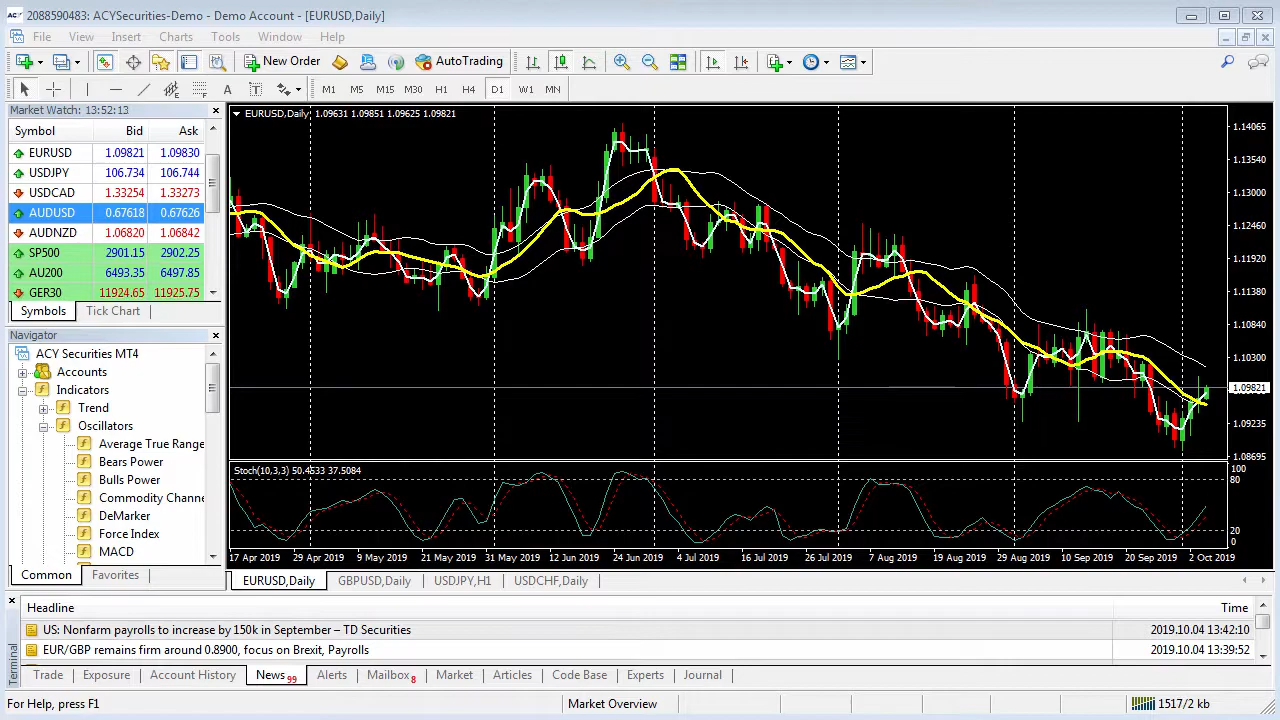 2088590483: ACYSecurities-Demo - Demo Account - [EURUSD,Daily]
File View Insert Charts Tools Window Help
New Order AutoTrading
A T M1 M5 M15 M30 H1 H4 D1 W1 MN
Market Watch: 13:52:13
Symbol Bid Ask
EURUSD 1.09821 1.09830
USDJPY 106.734 106.744
USDCAD 1.33254 1.33273
AUDUSD 0.67618 0.67626
AUDNZD 1.06820 1.06842
SP500 2901.15 2902.25
AU200 6493.35 6497.85
GER30 11924.65 11925.75
Symbols Tick Chart
Navigator
ACY Securities MT4
Accounts
Indicators
Trend
Oscillators
Average True Range
Bears Power
Bulls Power
Commodity Channe
DeMarker
Force Index
MACD
Common Favorites
EURUSD,Daily 1.09631 1.09851 1.09625 1.09821
1.14065
1.13540
1.13000
1.12460
1.11920
1.11380
1.10840
1.10300
1.09821
1.09235
1.08695
Stoch(10,3,3) 50.4533 37.5084
100
80
20
0
17 Apr 2019 29 Apr 2019 9 May 2019 21 May 2019 31 May 2019 12 Jun 2019 24 Jun 2019 4 Jul 2019 16 Jul 2019 26 Jul 2019 7 Aug 2019 19 Aug 2019 29 Aug 2019 10 Sep 2019 20 Sep 2019 2 Oct 2019
EURUSD,Daily GBPUSD,Daily USDJPY,H1 USDCHF,Daily
Headline Time
US: Nonfarm payrolls to increase by 150k in September – TD Securities 2019.10.04 13:42:10
EUR/GBP remains firm around 0.8900, focus on Brexit, Payrolls 2019.10.04 13:39:52
Terminal
Trade Exposure Account History News 99 Alerts Mailbox 8 Market Articles Code Base Experts Journal
For Help, press F1 Market Overview 1517/2 kb